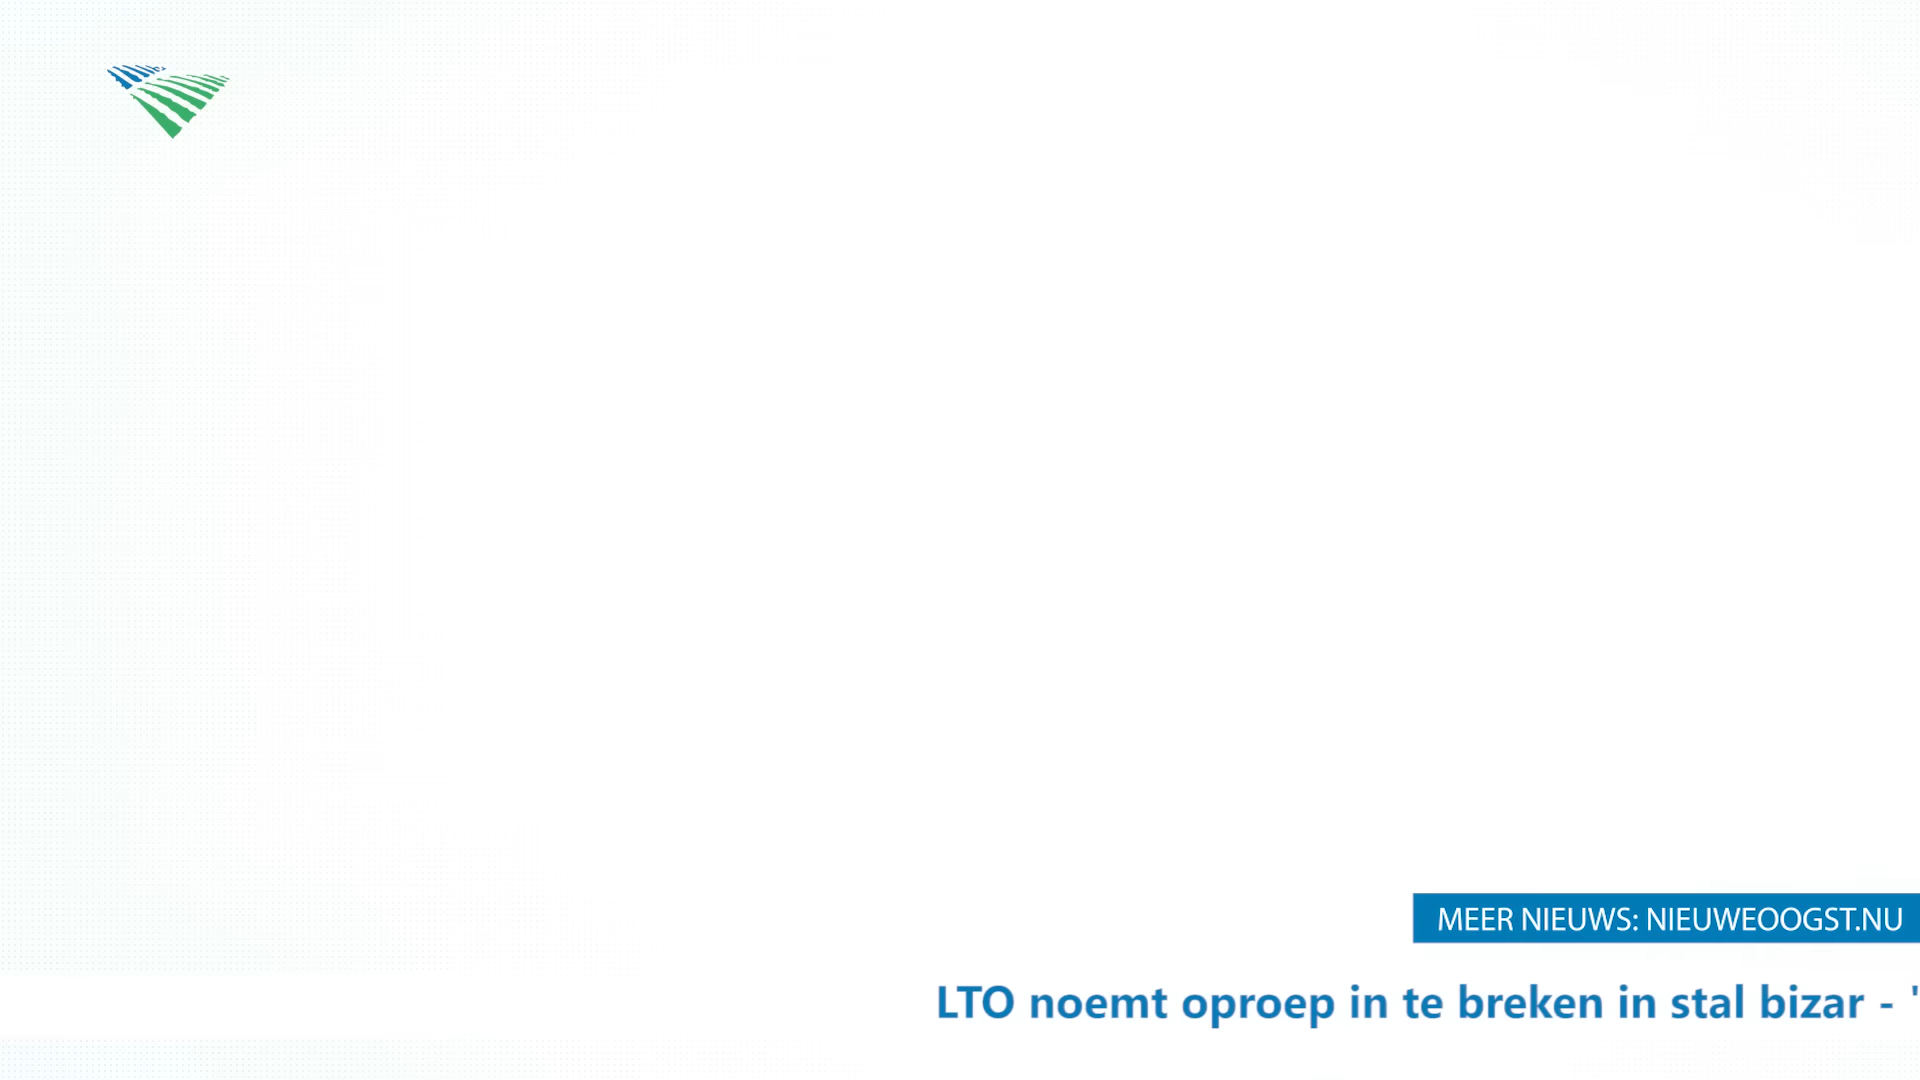 MEER NIEUWS: NIEUWEOOGST.NU
LTO noemt oproep in te breken in stal bizar - '